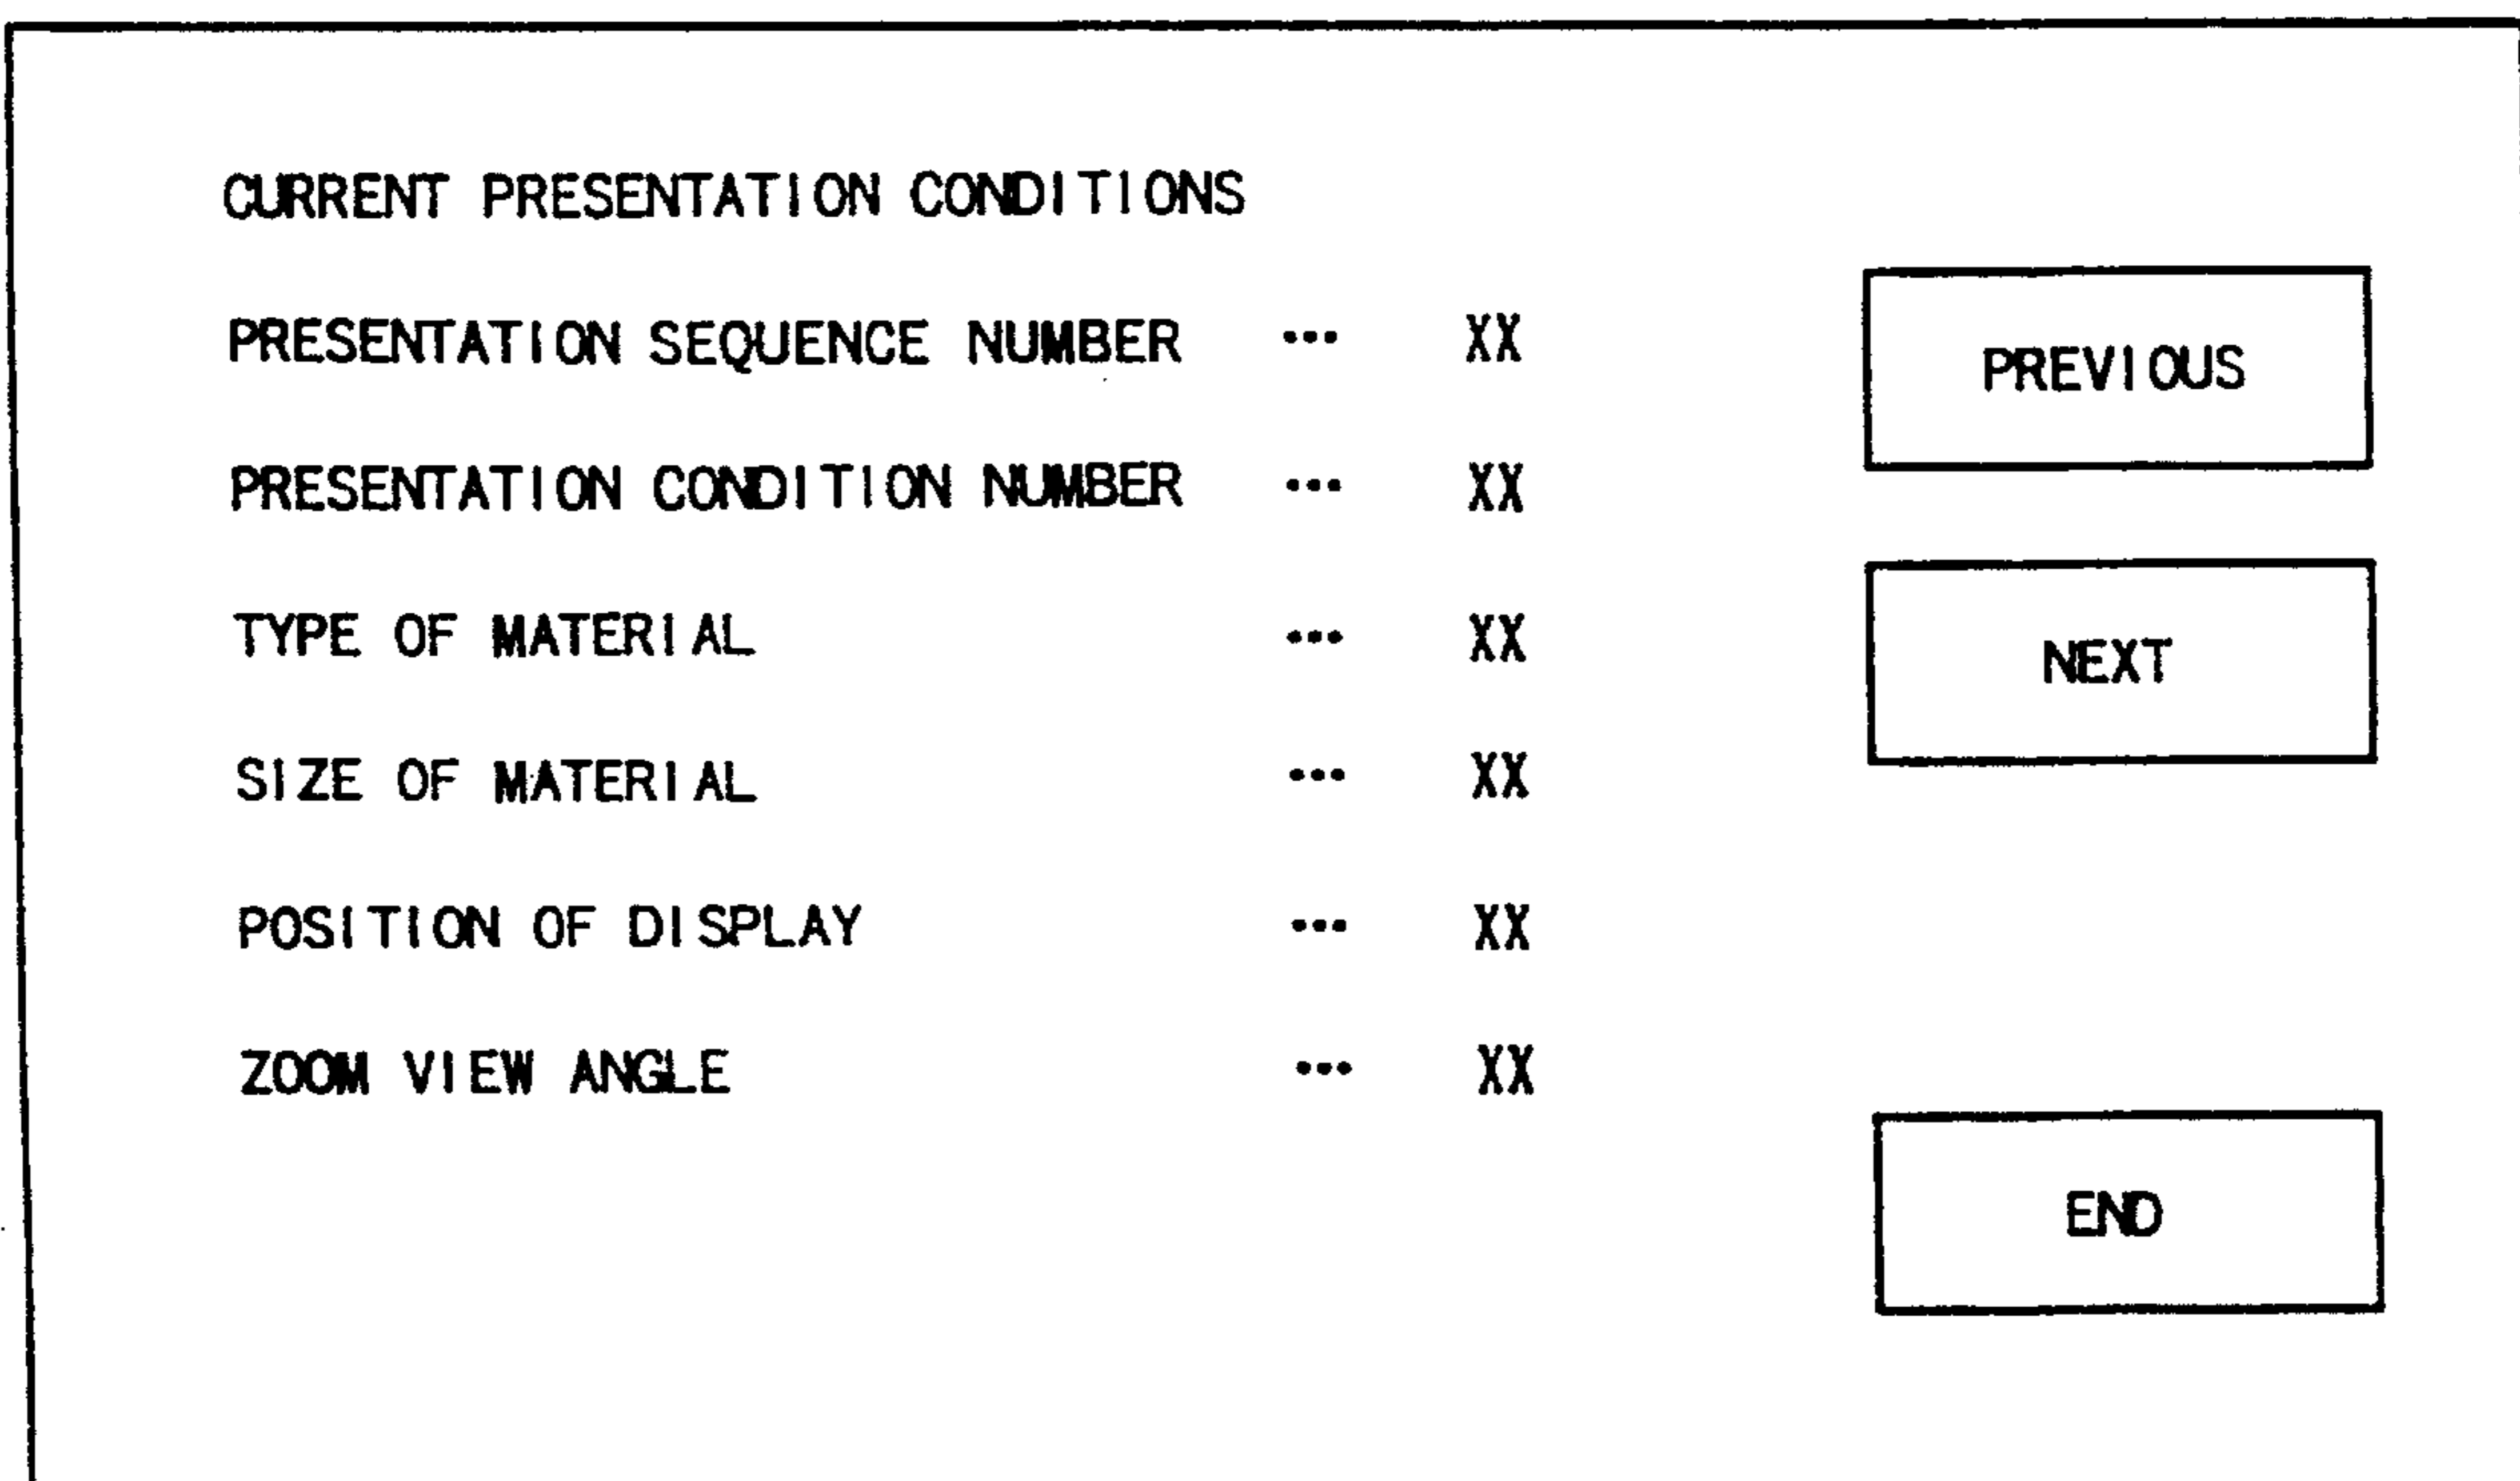 CURRENT PRESENTATION CONDITIONS
PRESENTATION SEQUENCE NUMBER ... XX
PRESENTATION CONDITION NUMBER ... XX
TYPE OF MATERIAL ... XX
SIZE OF MATERIAL ... XX
POSITION OF DISPLAY ... XX
ZOOM VIEW ANGLE ... XX
PREVIOUS
NEXT
END